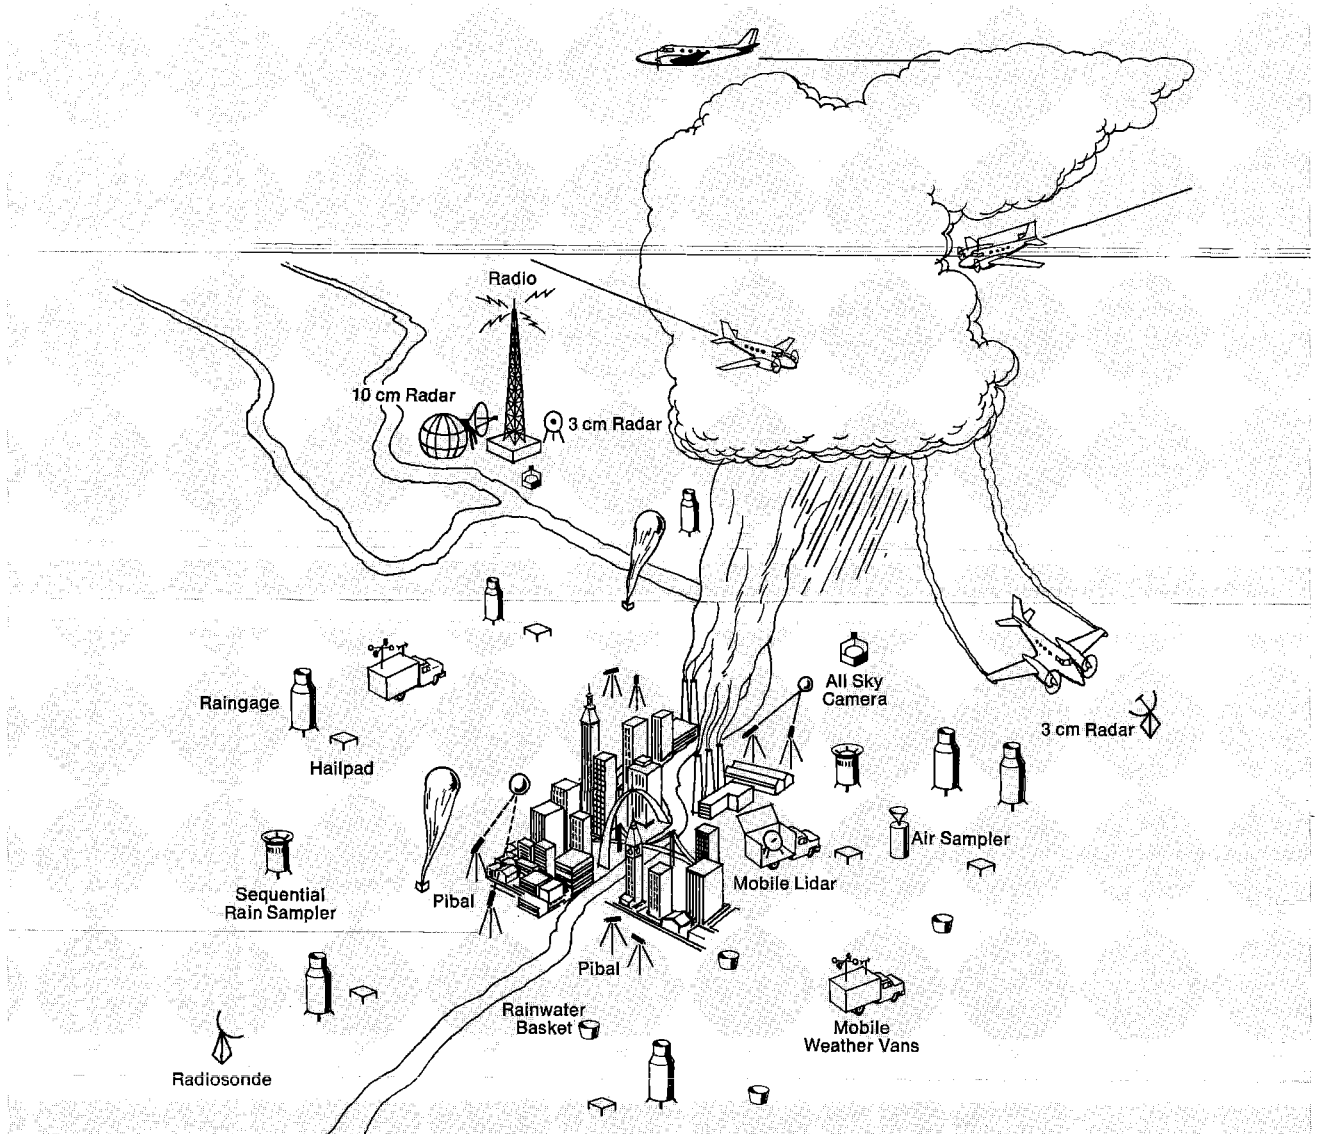 Radio
10 cm Radar
3 cm Radar
All Sky
Camera
Raingage
3 cm Radar
Hailpad
Air Sampler
Mobile Lidar
Sequential
Rain Sampler
Pibal
Pibal
Rainwater
Basket
Mobile
Weather Vans
Radiosonde